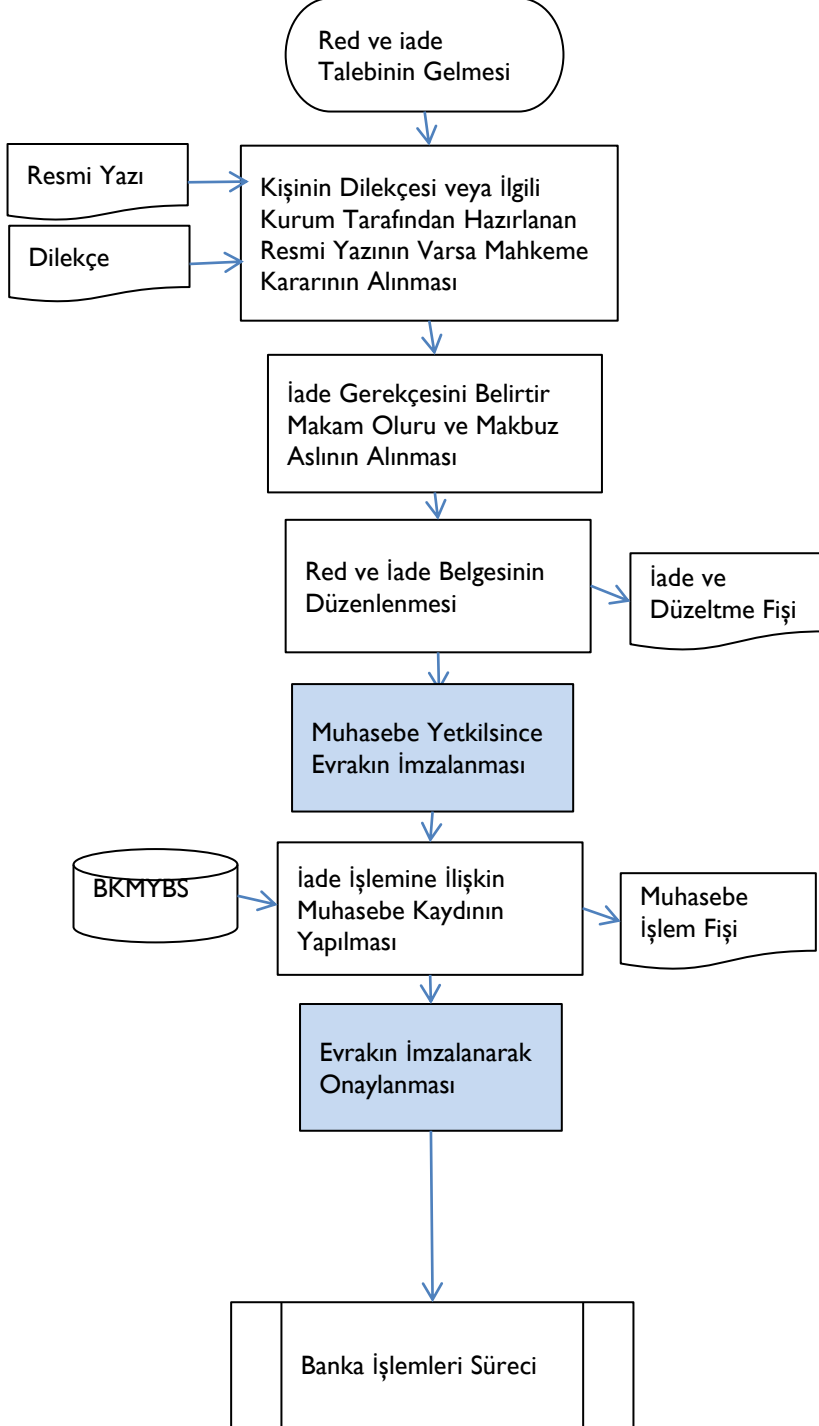 Red ve iade
Talebinin Gelmesi
Resmi Yazı
Dilekçe
Kişinin Dilekçesi veya İlgili
Kurum Tarafından Hazırlanan
Resmi Yazının Varsa Mahkeme
Kararının Alınması
İade Gerekçesini Belirtir
Makam Oluru ve Makbuz
Aslının Alınması
Red ve İade Belgesinin
Düzenlenmesi
İade ve
Düzeltme Fişi
Muhasebe Yetkilsince
Evrakın İmzalanması
BKMYBS
İade İşlemine İlişkin
Muhasebe Kaydının
Yapılması
Muhasebe
İşlem Fişi
Evrakın İmzalanarak
Onaylanması
Banka İşlemleri Süreci